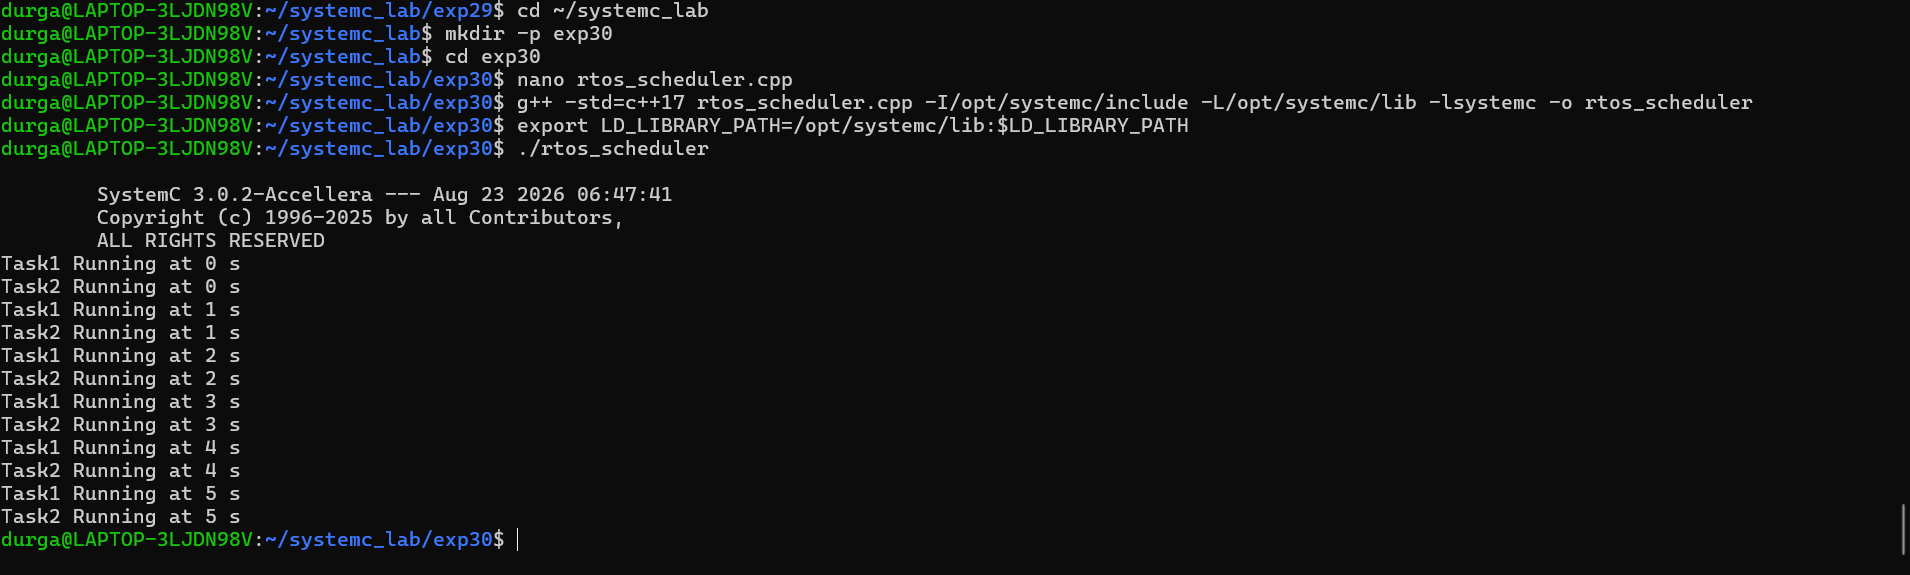 durga@LAPTOP-3LJDN98V:~/systemc_lab/exp29$ cd ~/systemc_lab
durga@LAPTOP-3LJDN98V:~/systemc_lab$ mkdir -p exp30
durga@LAPTOP-3LJDN98V:~/systemc_lab$ cd exp30
durga@LAPTOP-3LJDN98V:~/systemc_lab/exp30$ nano rtos_scheduler.cpp
durga@LAPTOP-3LJDN98V:~/systemc_lab/exp30$ g++ -std=c++17 rtos_scheduler.cpp -I/opt/systemc/include -L/opt/systemc/lib -lsystemc -o rtos_scheduler
durga@LAPTOP-3LJDN98V:~/systemc_lab/exp30$ export LD_LIBRARY_PATH=/opt/systemc/lib:$LD_LIBRARY_PATH
durga@LAPTOP-3LJDN98V:~/systemc_lab/exp30$ ./rtos_scheduler
SystemC 3.0.2-Accellera --- Aug 23 2026 06:47:41
Copyright (c) 1996-2025 by all Contributors,
ALL RIGHTS RESERVED
Task1 Running at 0 s
Task2 Running at 0 s
Task1 Running at 1 s
Task2 Running at 1 s
Task1 Running at 2 s
Task2 Running at 2 s
Task1 Running at 3 s
Task2 Running at 3 s
Task1 Running at 4 s
Task2 Running at 4 s
Task1 Running at 5 s
Task2 Running at 5 s
durga@LAPTOP-3LJDN98V:~/systemc_lab/exp30$